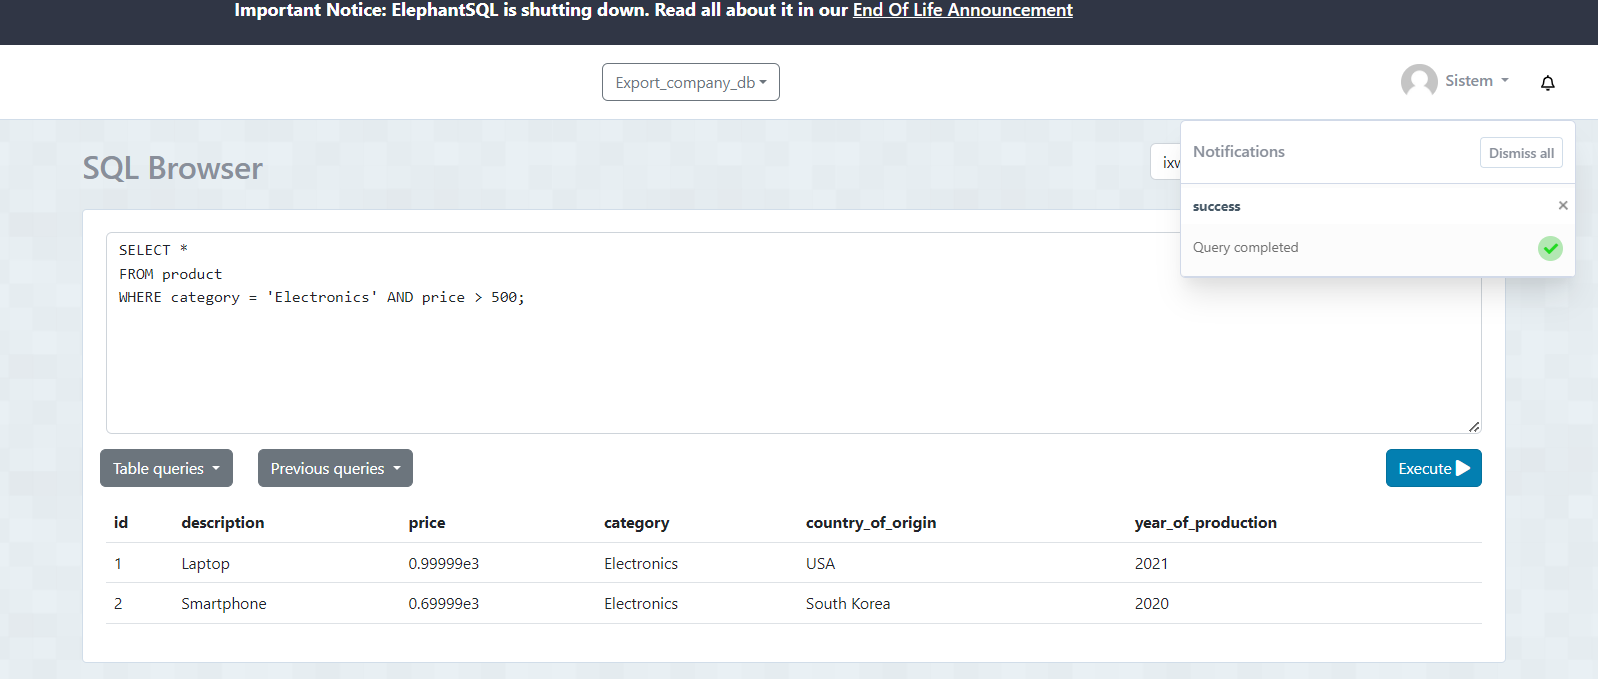 Important Notice: ElephantSQL is shutting down. Read all about it in our End Of Life Announcement
Export_company_db
Sistem
SQL Browser
Notifications
Dismiss all
success
×
Query completed
SELECT *
FROM product
WHERE category = 'Electronics' AND price > 500;
Table queries
Previous queries
Execute
id description price category country_of_origin year_of_production
1 Laptop 0.99999e3 Electronics USA 2021
2 Smartphone 0.69999e3 Electronics South Korea 2020